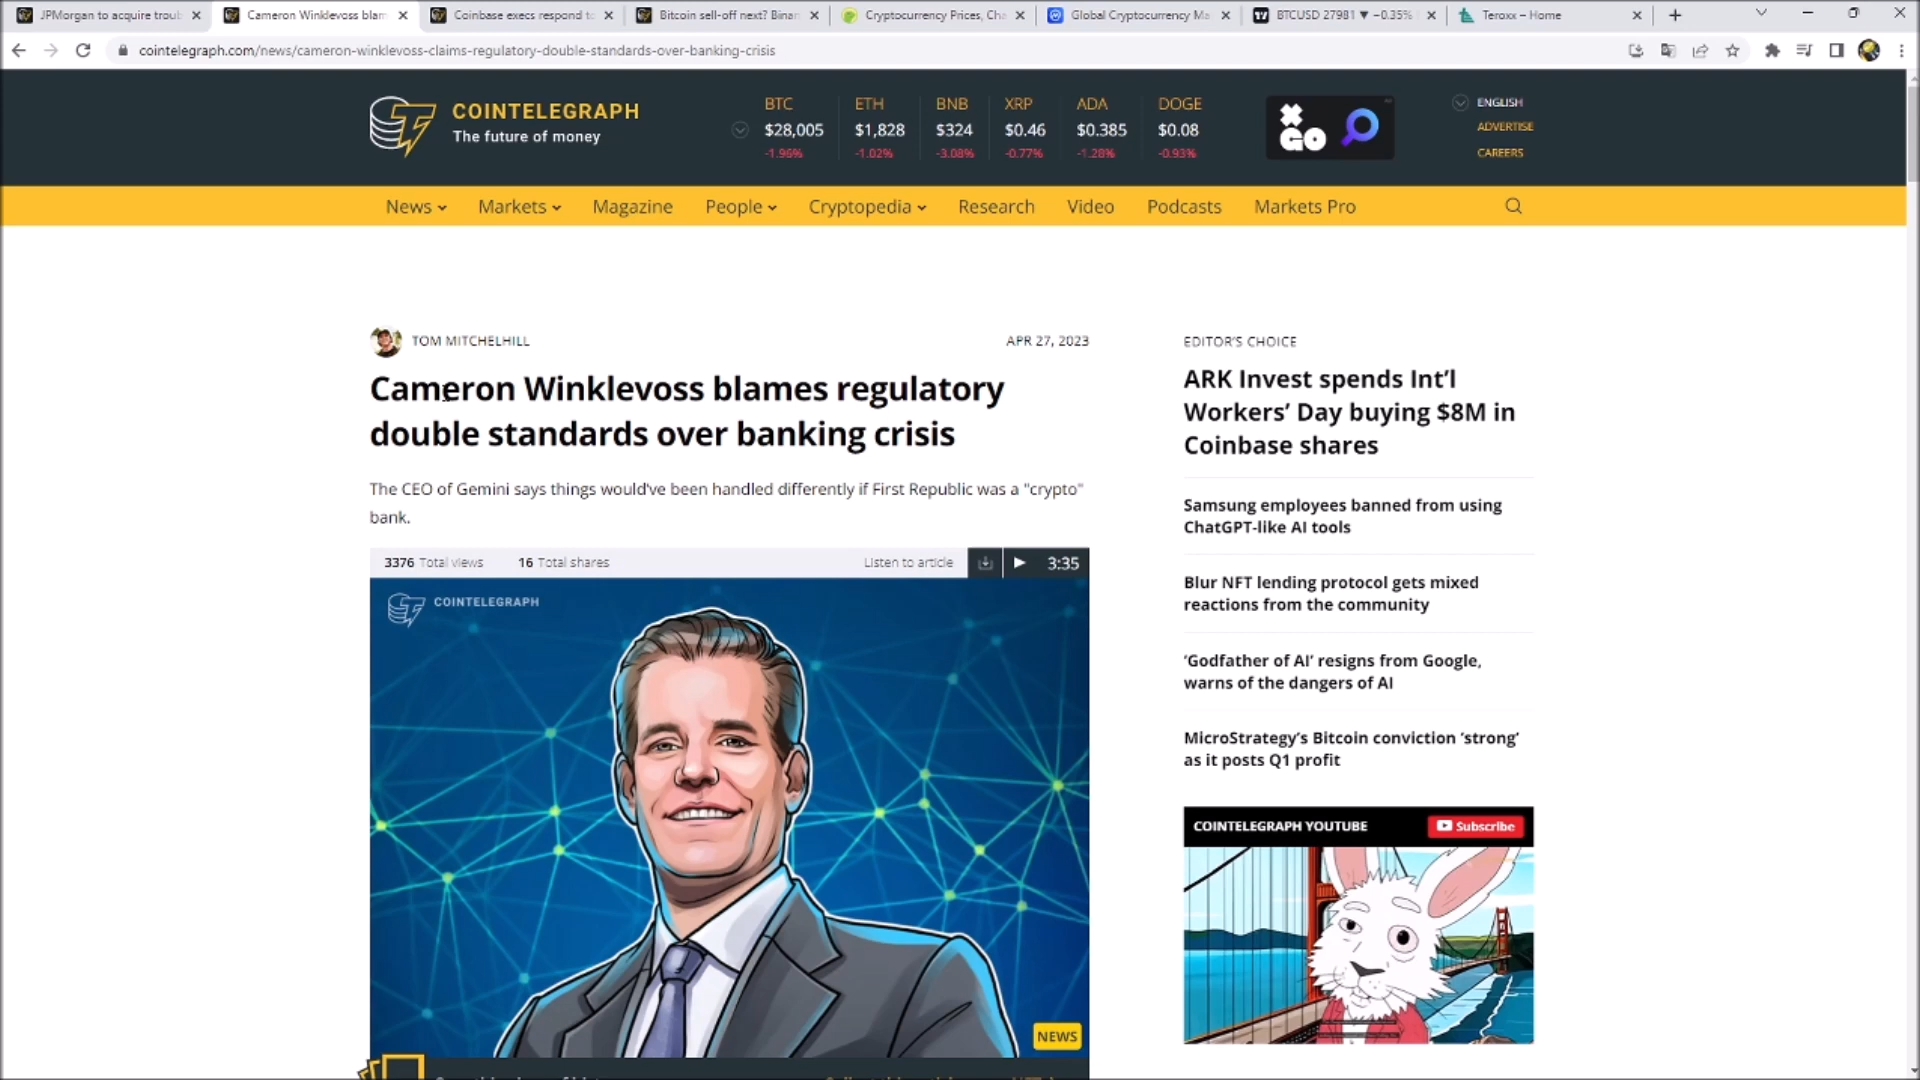 JPMorgan to acquire trou
Cameron Winklevoss blam
Coinbase execs respond t
Bitcoin sell-off next? Binan
Cryptocurrency Prices, Ch
Global Cryptocurrency Ma
BTCUSD 27981 ▼ −0.35%
Teroxx – Home
cointelegraph.com/news/cameron-winklevoss-claims-regulatory-double-standards-over-banking-crisis
COINTELEGRAPH
The future of money
BTC ETH BNB XRP ADA DOGE
$28,005 $1,828 $324 $0.46 $0.385 $0.08
-1.96% -1.02% -3.08% -0.77% -1.28% -0.93%
GO
ENGLISH
ADVERTISE
CAREERS
News Markets Magazine People Cryptopedia Research Video Podcasts Markets Pro
TOM MITCHELHILL
APR 27, 2023
Cameron Winklevoss blames regulatory
double standards over banking crisis
The CEO of Gemini says things would've been handled differently if First Republic was a "crypto"
bank.
3376 Total views 16 Total shares Listen to article 3:35
COINTELEGRAPH
NEWS
EDITOR'S CHOICE
ARK Invest spends Int'l
Workers' Day buying $8M in
Coinbase shares
Samsung employees banned from using
ChatGPT-like AI tools
Blur NFT lending protocol gets mixed
reactions from the community
'Godfather of AI' resigns from Google,
warns of the dangers of AI
MicroStrategy's Bitcoin conviction 'strong'
as it posts Q1 profit
COINTELEGRAPH YOUTUBE
Subscribe